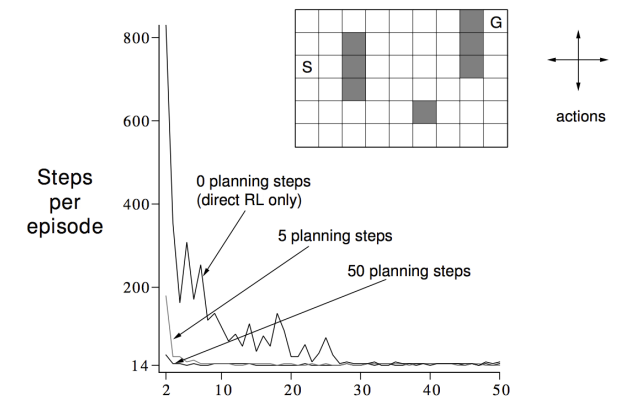 800
600
400
200
14
Steps
per
episode
0 planning steps
(direct RL only)
5 planning steps
50 planning steps
S
G
actions
2
10
20
30
40
50